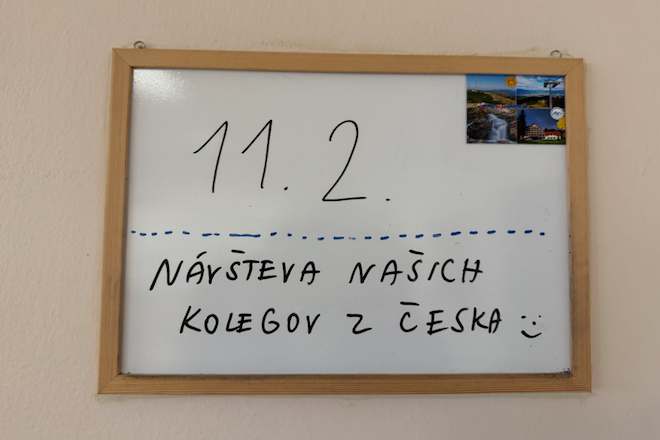 11. 2.
NÁVŠTEVA NAŠICH
KOLEGOV Z ČESKA